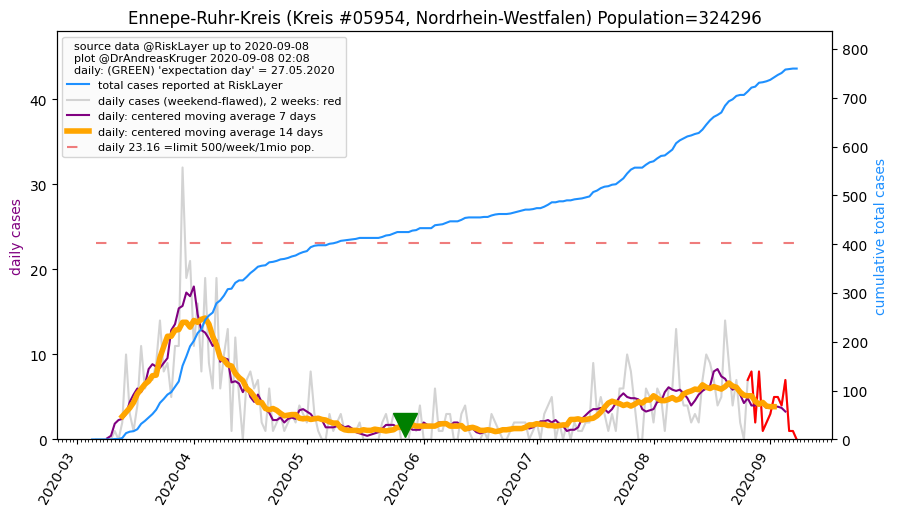 Ennepe-Ruhr-Kreis (Kreis #05954, Nordrhein-Westfalen) Population=324296
source data @RiskLayer up to 2020-09-08
plot @DrAndreasKruger 2020-09-08 02:08
daily: (GREEN) 'expectation day' = 27.05.2020
total cases reported at RiskLayer
daily cases (weekend-flawed), 2 weeks: red
daily: centered moving average 7 days
daily: centered moving average 14 days
daily 23.16 =limit 500/week/1mio pop.
daily cases
40
30
20
10
0
cumulative total cases
800
700
600
500
400
300
200
100
0
2020-03
2020-04
2020-05
2020-06
2020-07
2020-08
2020-09